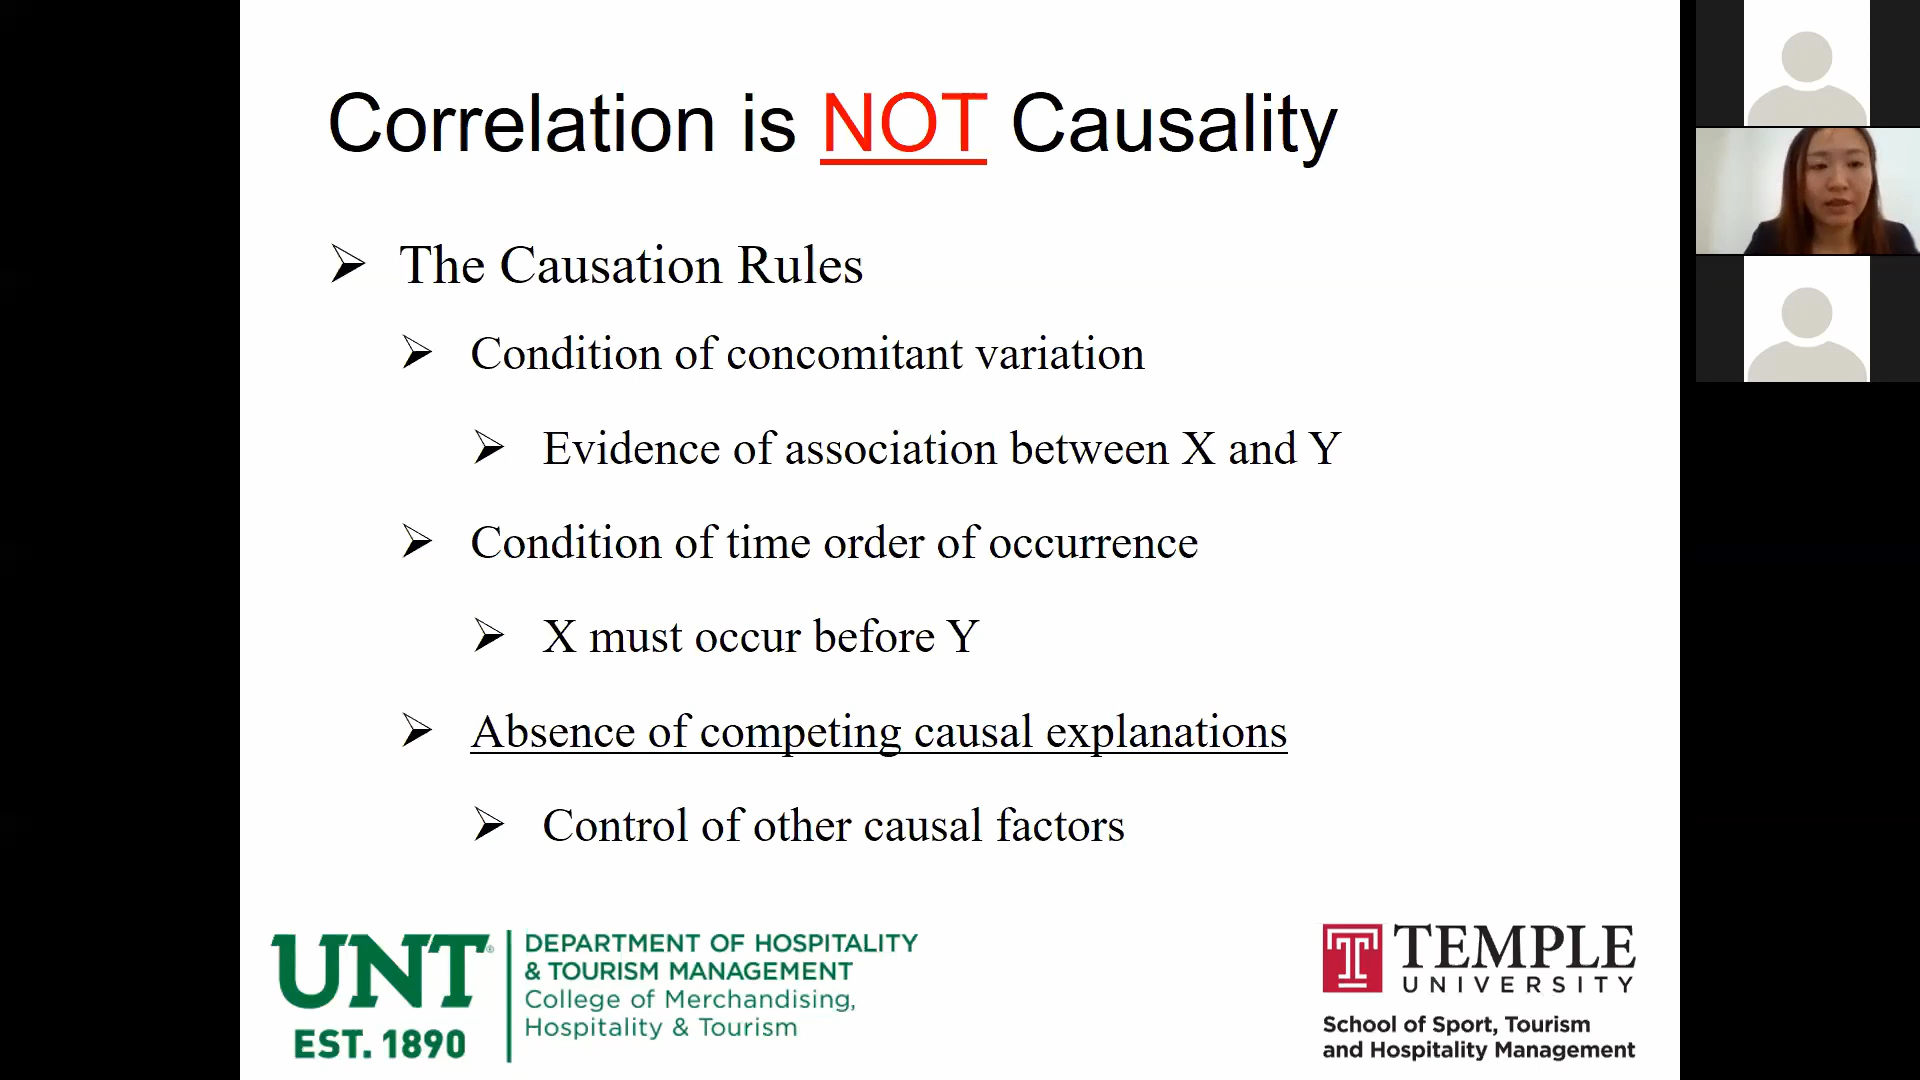 Correlation is NOT Causality
The Causation Rules
Condition of concomitant variation
Evidence of association between X and Y
Condition of time order of occurrence
X must occur before Y
Absence of competing causal explanations
Control of other causal factors
UNT®
EST. 1890
DEPARTMENT OF HOSPITALITY
& TOURISM MANAGEMENT
College of Merchandising,
Hospitality & Tourism
T TEMPLE
UNIVERSITY
School of Sport, Tourism
and Hospitality Management